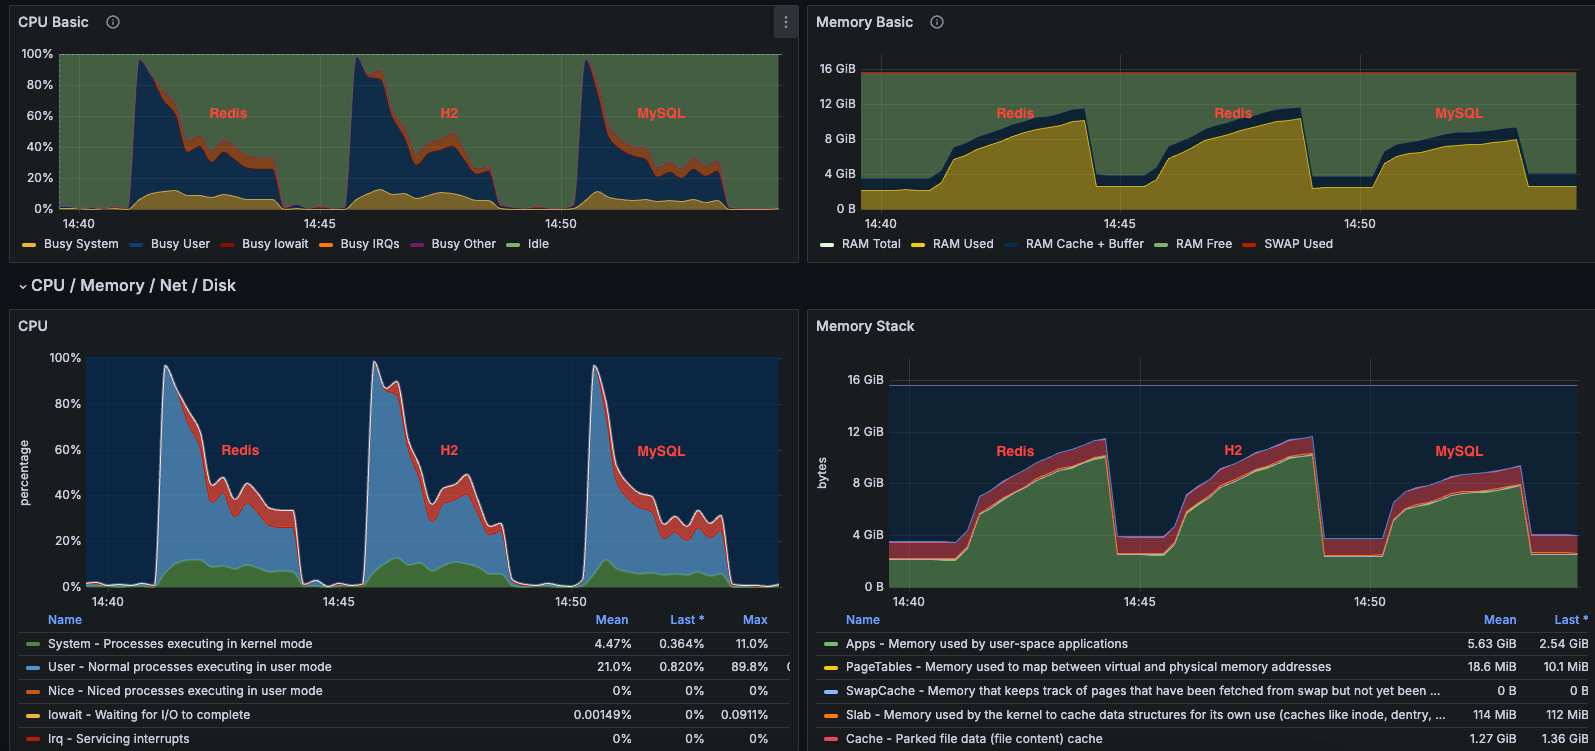 CPU Basic
100%
80%
60%
40%
20%
0%
Redis
H2
MySQL
14:40
14:45
14:50
Busy System
Busy User
Busy Iowait
Busy IRQs
Busy Other
Idle
Memory Basic
16 GiB
12 GiB
8 GiB
4 GiB
0 B
Redis
Redis
MySQL
14:40
14:45
14:50
RAM Total
RAM Used
RAM Cache + Buffer
RAM Free
SWAP Used
CPU / Memory / Net / Disk
CPU
percentage
100%
80%
60%
40%
20%
0%
Redis
H2
MySQL
14:40
14:45
14:50
Name Mean Last * Max
System - Processes executing in kernel mode 4.47% 0.364% 11.0%
User - Normal processes executing in user mode 21.0% 0.820% 89.8%
Nice - Niced processes executing in user mode 0% 0% 0%
Iowait - Waiting for I/O to complete 0.00149% 0% 0.0911%
Irq - Servicing interrupts 0% 0% 0%
Memory Stack
bytes
16 GiB
12 GiB
8 GiB
4 GiB
0 B
Redis
H2
MySQL
14:40
14:45
14:50
Name Mean Last *
Apps - Memory used by user-space applications 5.63 GiB 2.54 GiB
PageTables - Memory used to map between virtual and physical memory addresses 18.6 MiB 10.1 MiB
SwapCache - Memory that keeps track of pages that have been fetched from swap but not yet been ... 0 B 0 B
Slab - Memory used by the kernel to cache data structures for its own use (caches like inode, dentry, ... 114 MiB 112 MiB
Cache - Parked file data (file content) cache 1.27 GiB 1.36 GiB